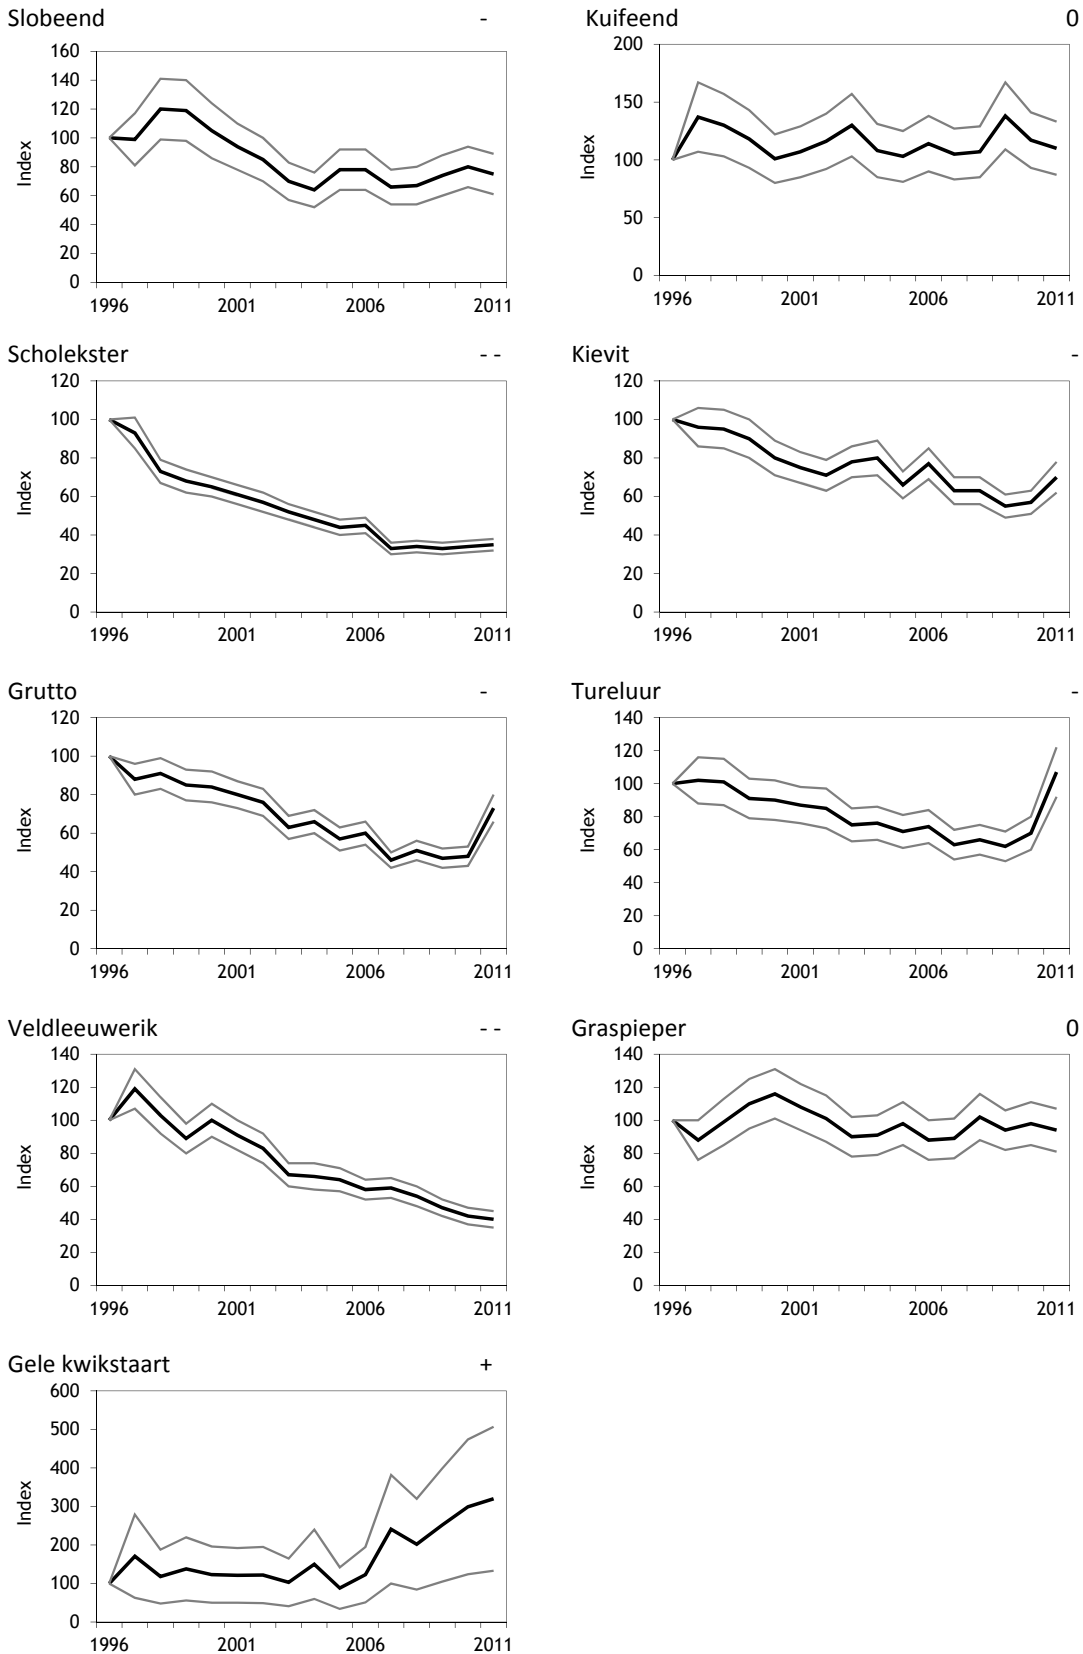 Slobeend -
160
140
120
100
80
60
40
20
0
Index
1996 2001 2006 2011
Kuifeend 0
200
150
100
50
0
Index
1996 2001 2006 2011
Scholekster - -
120
100
80
60
40
20
0
Index
1996 2001 2006 2011
Kievit -
120
100
80
60
40
20
0
Index
1996 2001 2006 2011
Grutto -
120
100
80
60
40
20
0
Index
1996 2001 2006 2011
Tureluur -
140
120
100
80
60
40
20
0
Index
1996 2001 2006 2011
Veldleeuwerik - -
140
120
100
80
60
40
20
0
Index
1996 2001 2006 2011
Graspieper 0
140
120
100
80
60
40
20
0
Index
1996 2001 2006 2011
Gele kwikstaart +
600
500
400
300
200
100
0
Index
1996 2001 2006 2011